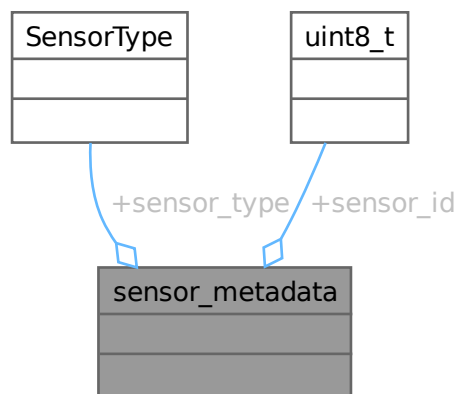 SensorType
uint8_t
+sensor_type
+sensor_id
sensor_metadata